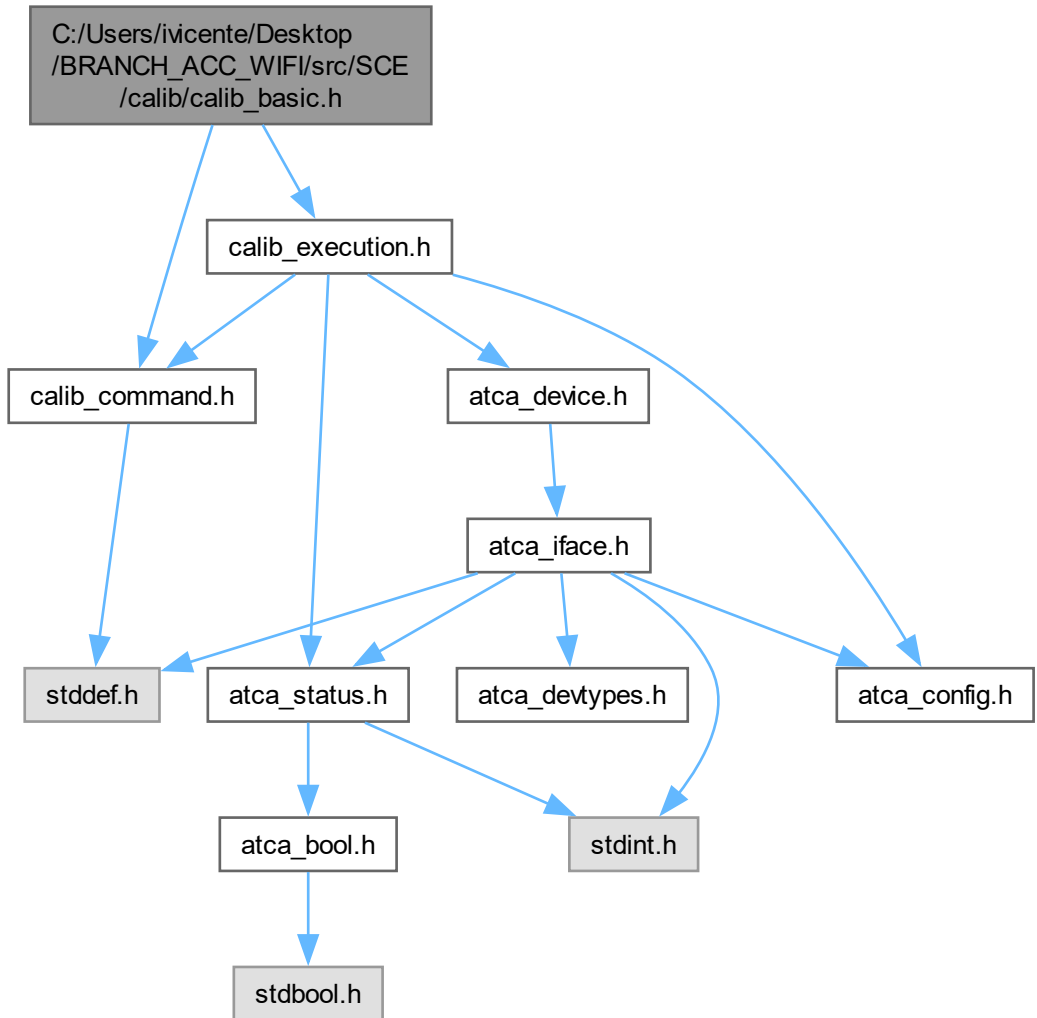 C:/Users/ivicente/Desktop
/BRANCH_ACC_WIFI/src/SCE
/calib/calib_basic.h
calib_execution.h
calib_command.h
atca_device.h
atca_iface.h
stddef.h
atca_status.h
atca_devtypes.h
atca_config.h
atca_bool.h
stdint.h
stdbool.h